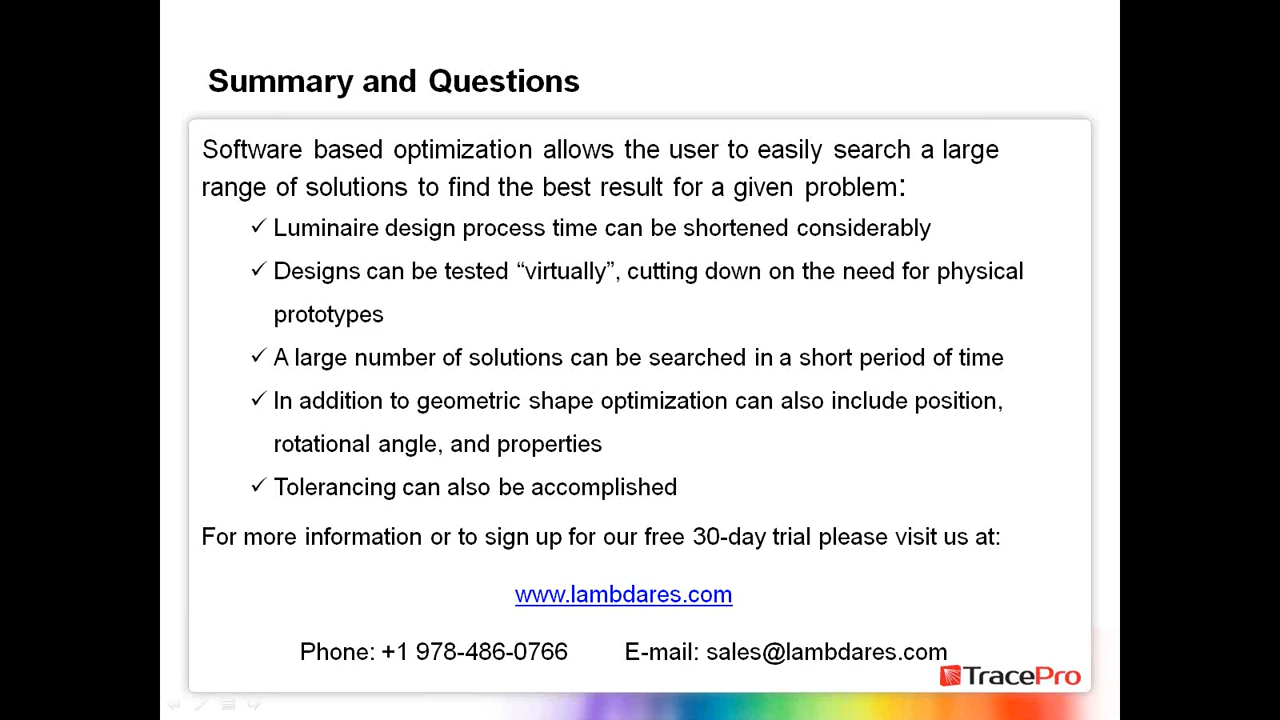 Summary and Questions
Software based optimization allows the user to easily search a large
range of solutions to find the best result for a given problem:
✓ Luminaire design process time can be shortened considerably
✓ Designs can be tested “virtually”, cutting down on the need for physical
prototypes
✓ A large number of solutions can be searched in a short period of time
✓ In addition to geometric shape optimization can also include position,
rotational angle, and properties
✓ Tolerancing can also be accomplished
For more information or to sign up for our free 30-day trial please visit us at:
www.lambdares.com
Phone: +1 978-486-0766 E-mail: sales@lambdares.com
TracePro